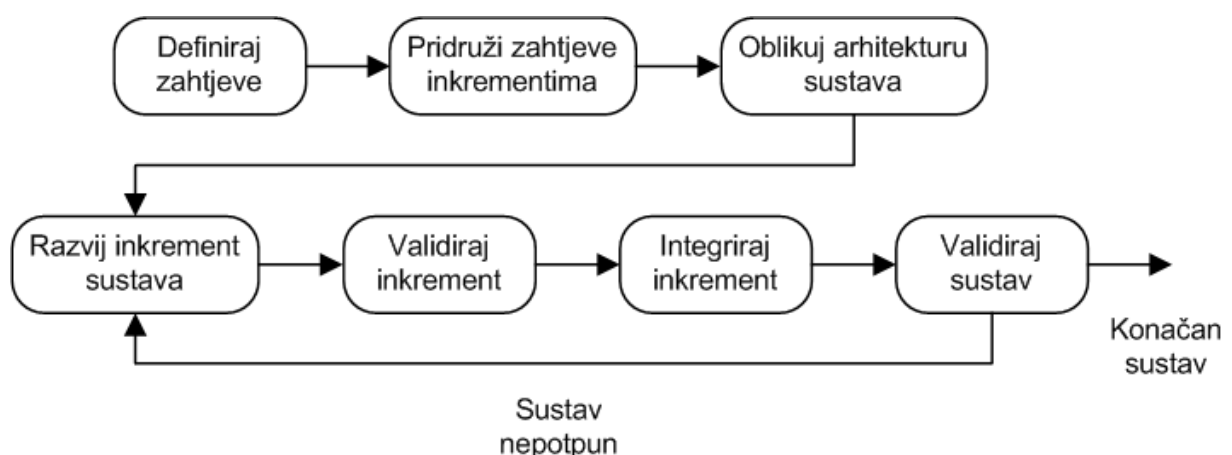 Definiraj
zahtjeve
Pridruži zahtjeve
inkrementima
Oblikuj arhitekturu
sustava
Razvij inkrement
sustava
Validiraj
inkrement
Integriraj
inkrement
Validiraj
sustav
Konačan
sustav
Sustav
nepotpun